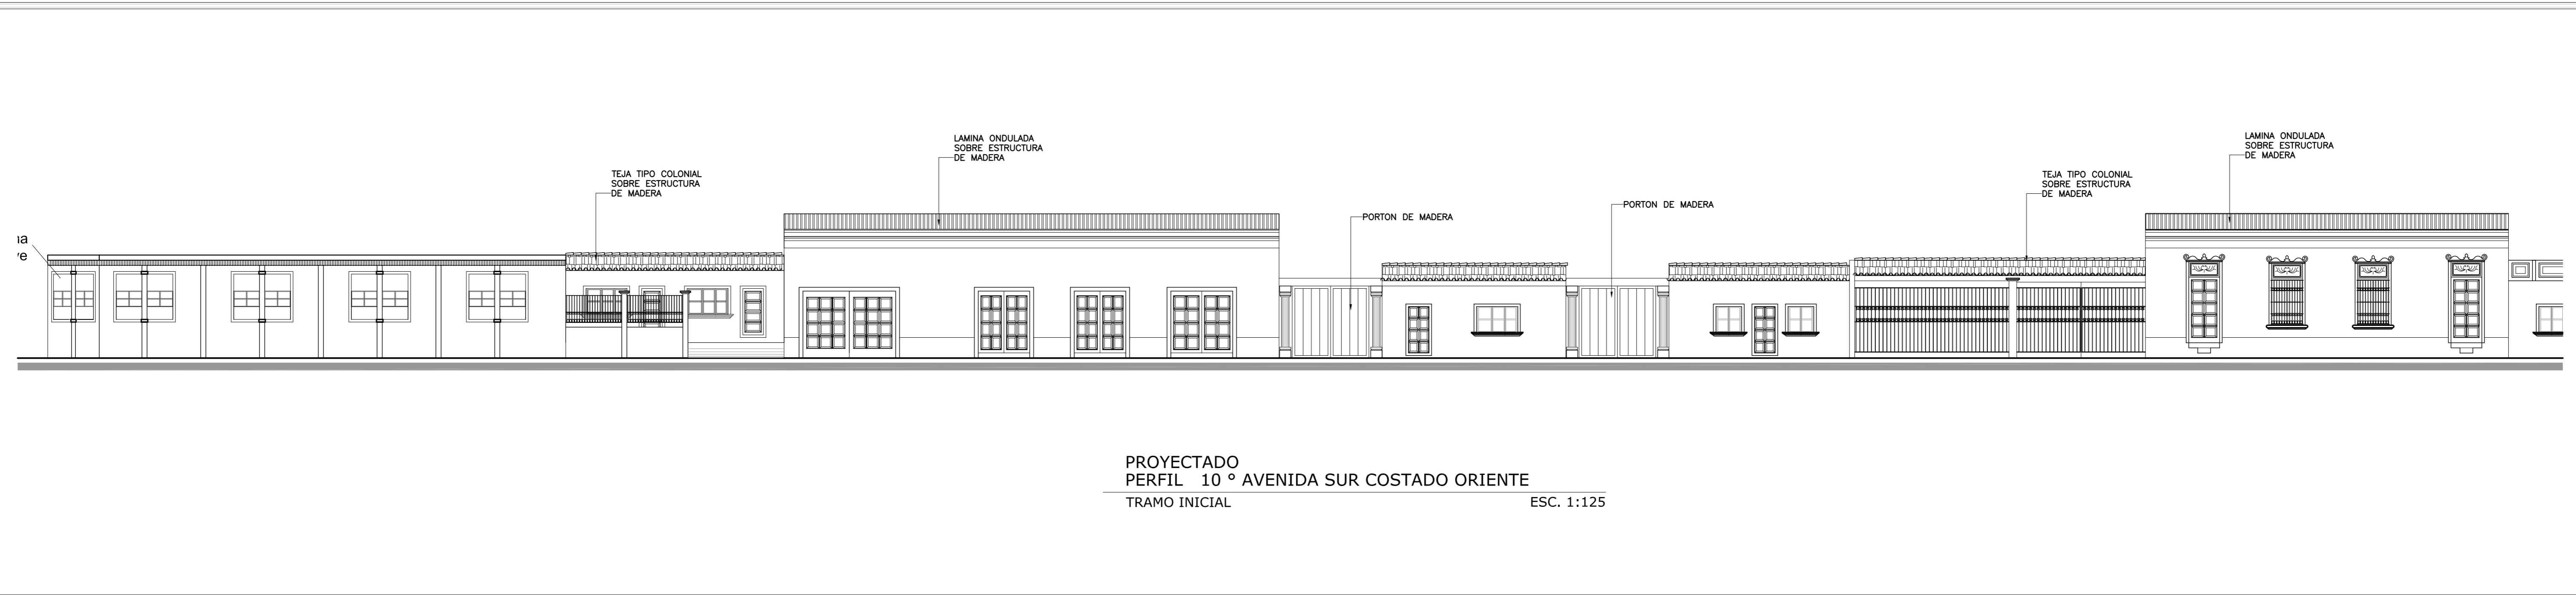 LAMINA ONDULADA
SOBRE ESTRUCTURA
DE MADERA
LAMINA ONDULADA
SOBRE ESTRUCTURA
DE MADERA
TEJA TIPO COLONIAL
SOBRE ESTRUCTURA
DE MADERA
TEJA TIPO COLONIAL
SOBRE ESTRUCTURA
DE MADERA
PORTON DE MADERA
PORTON DE MADERA
PROYECTADO
PERFIL 10 ° AVENIDA SUR COSTADO ORIENTE
TRAMO INICIAL ESC. 1:125